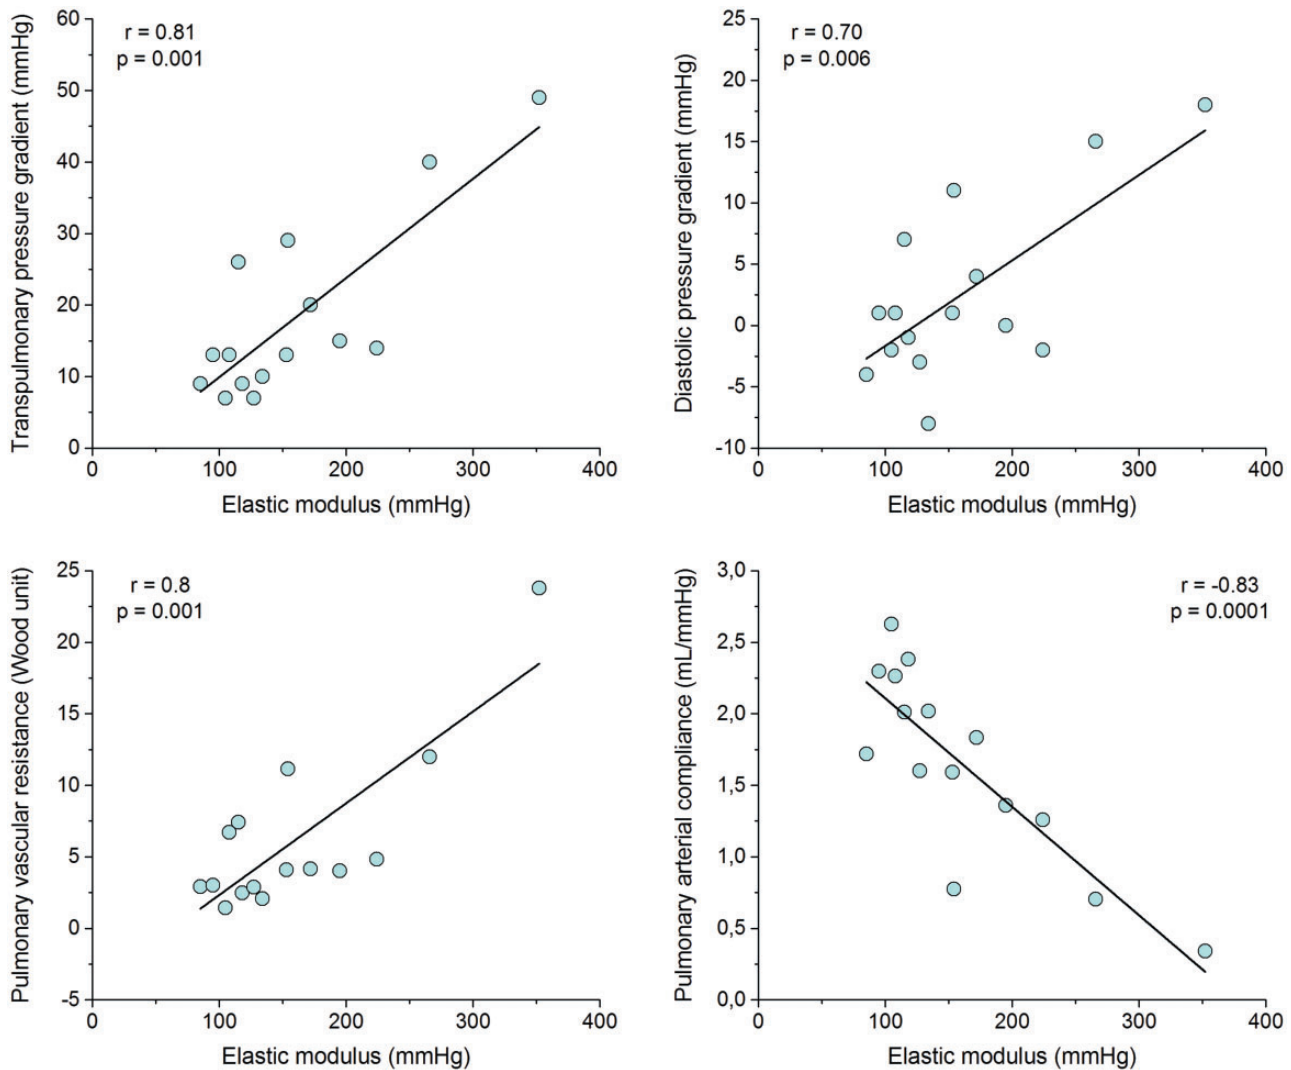 r = 0.81
p = 0.001
Transpulmonary pressure gradient (mmHg)
60
50
40
30
20
10
0
0 100 200 300 400
Elastic modulus (mmHg)
r = 0.70
p = 0.006
Diastolic pressure gradient (mmHg)
25
20
15
10
5
0
-5
-10
0 100 200 300 400
Elastic modulus (mmHg)
r = 0.8
p = 0.001
Pulmonary vascular resistance (Wood unit)
25
20
15
10
5
0
-5
0 100 200 300 400
Elastic modulus (mmHg)
r = -0.83
p = 0.0001
Pulmonary arterial compliance (mL/mmHg)
3,0
2,5
2,0
1,5
1,0
0,5
0,0
0 100 200 300 400
Elastic modulus (mmHg)